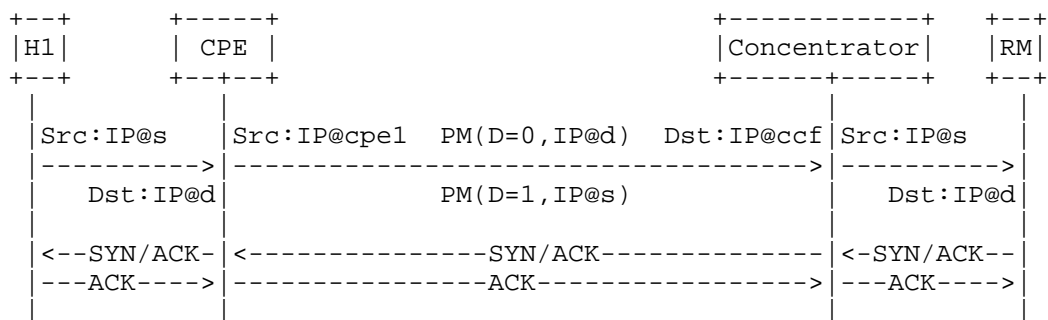 H1 CPE Concentrator RM
Src:IP@s Src:IP@cpe1 PM(D=0,IP@d) Dst:IP@ccf Src:IP@s
Dst:IP@d PM(D=1,IP@s) Dst:IP@d
<--SYN/ACK- <---------------SYN/ACK-------------- <-SYN/ACK--
---ACK----> ----------------ACK-----------------> ---ACK---->